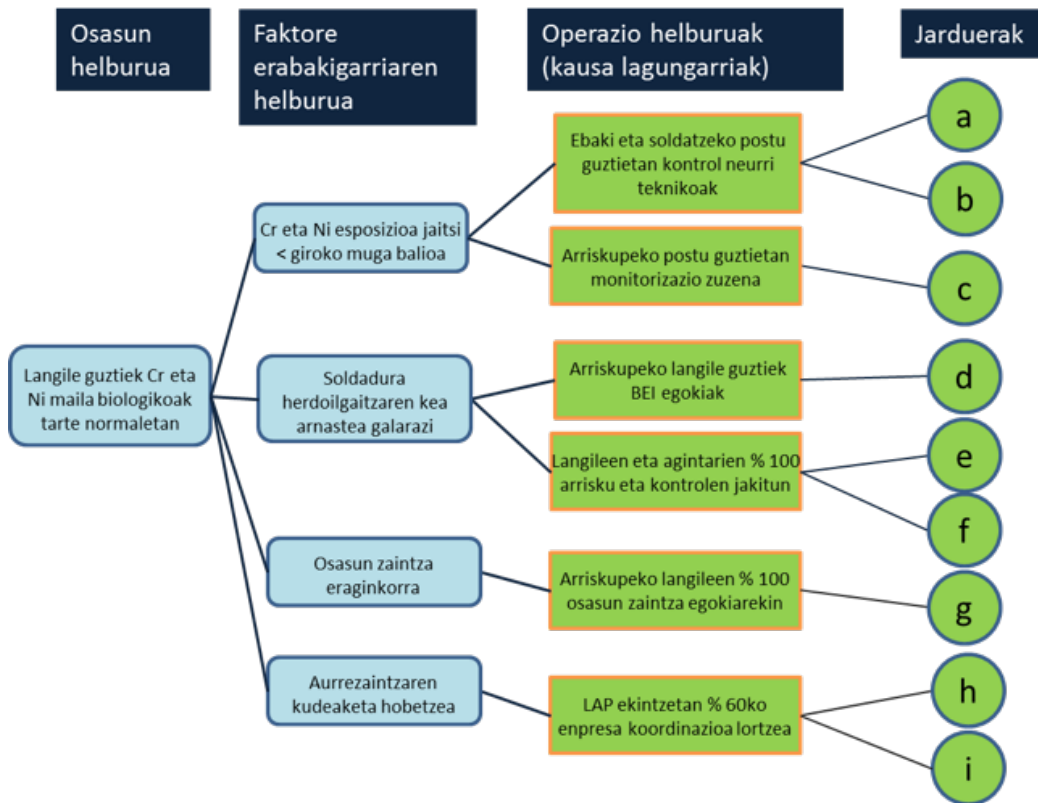 Osasun
helburua
Faktore
erabakigarriaren
helburua
Operazio helburuak
(kausa lagungarriak)
Jarduerak
Langile guztiek Cr eta
Ni maila biologikoak
tarte normaletan
Cr eta Ni esposizioa jaitsi
< giroko muga balioa
Soldadura
herdoilgaitzaren kea
arnastea galarazi
Osasun zaintza
eraginkorra
Aurrezaintzaren
kudeaketa hobetzea
Ebaki eta soldatzeko postu
guztietan kontrol neurri
teknikoak
Arriskupeko postu guztietan
monitorizazio zuzena
Arriskupeko langile guztiek
BEI egokiak
Langileen eta agintarien % 100
arrisku eta kontrolen jakitun
Arriskupeko langileen % 100
osasun zaintza egokiarekin
LAP ekintzetan % 60ko
enpresa koordinazioa lortzea
a
b
c
d
e
f
g
h
i